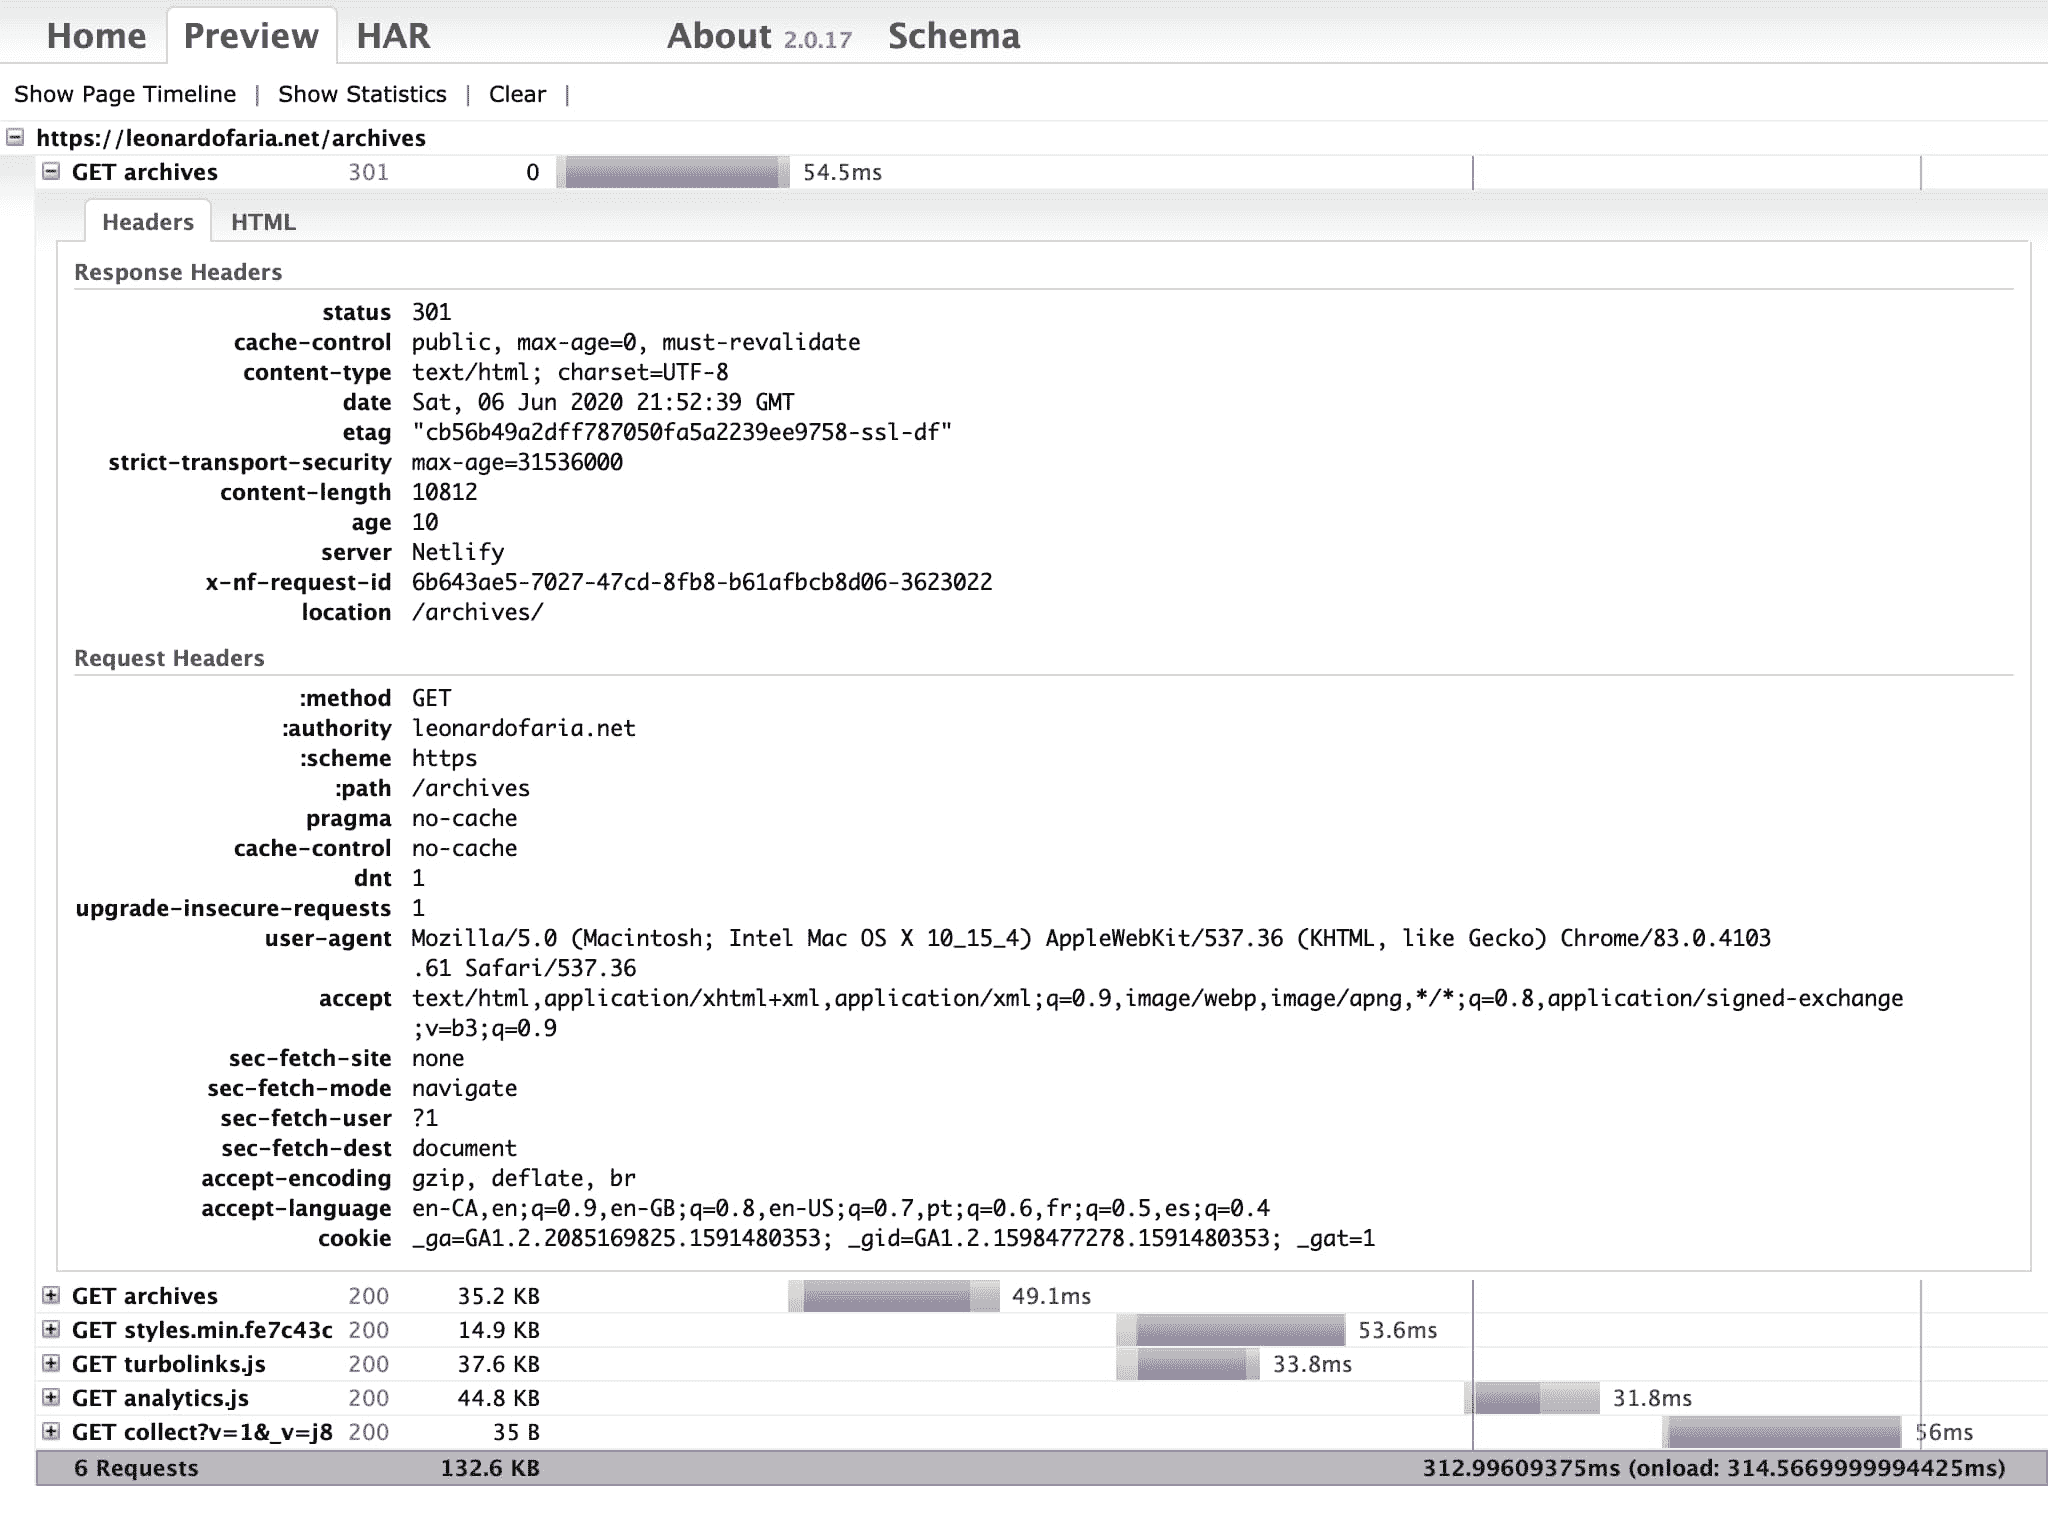 Home Preview HAR About 2.0.17 Schema
Show Page Timeline | Show Statistics | Clear |
https://leonardofaria.net/archives
GET archives 301 0 54.5ms
Headers HTML
Response Headers
status 301
cache-control public, max-age=0, must-revalidate
content-type text/html; charset=UTF-8
date Sat, 06 Jun 2020 21:52:39 GMT
etag "cb56b49a2dff787050fa5a2239ee9758-ssl-df"
strict-transport-security max-age=31536000
content-length 10812
age 10
server Netlify
x-nf-request-id 6b643ae5-7027-47cd-8fb8-b61afbcb8d06-3623022
location /archives/
Request Headers
:method GET
:authority leonardofaria.net
:scheme https
:path /archives
pragma no-cache
cache-control no-cache
dnt 1
upgrade-insecure-requests 1
user-agent Mozilla/5.0 (Macintosh; Intel Mac OS X 10_15_4) AppleWebKit/537.36 (KHTML, like Gecko) Chrome/83.0.4103
.61 Safari/537.36
accept text/html,application/xhtml+xml,application/xml;q=0.9,image/webp,image/apng,*/*;q=0.8,application/signed-exchange
;v=b3;q=0.9
sec-fetch-site none
sec-fetch-mode navigate
sec-fetch-user ?1
sec-fetch-dest document
accept-encoding gzip, deflate, br
accept-language en-CA,en;q=0.9,en-GB;q=0.8,en-US;q=0.7,pt;q=0.6,fr;q=0.5,es;q=0.4
cookie _ga=GA1.2.2085169825.1591480353; _gid=GA1.2.1598477278.1591480353; _gat=1
GET archives 200 35.2 KB 49.1ms
GET styles.min.fe7c43c 200 14.9 KB 53.6ms
GET turbolinks.js 200 37.6 KB 33.8ms
GET analytics.js 200 44.8 KB 31.8ms
GET collect?v=1&_v=j8 200 35 B 56ms
6 Requests 132.6 KB 312.99609375ms (onload: 314.5669999994425ms)